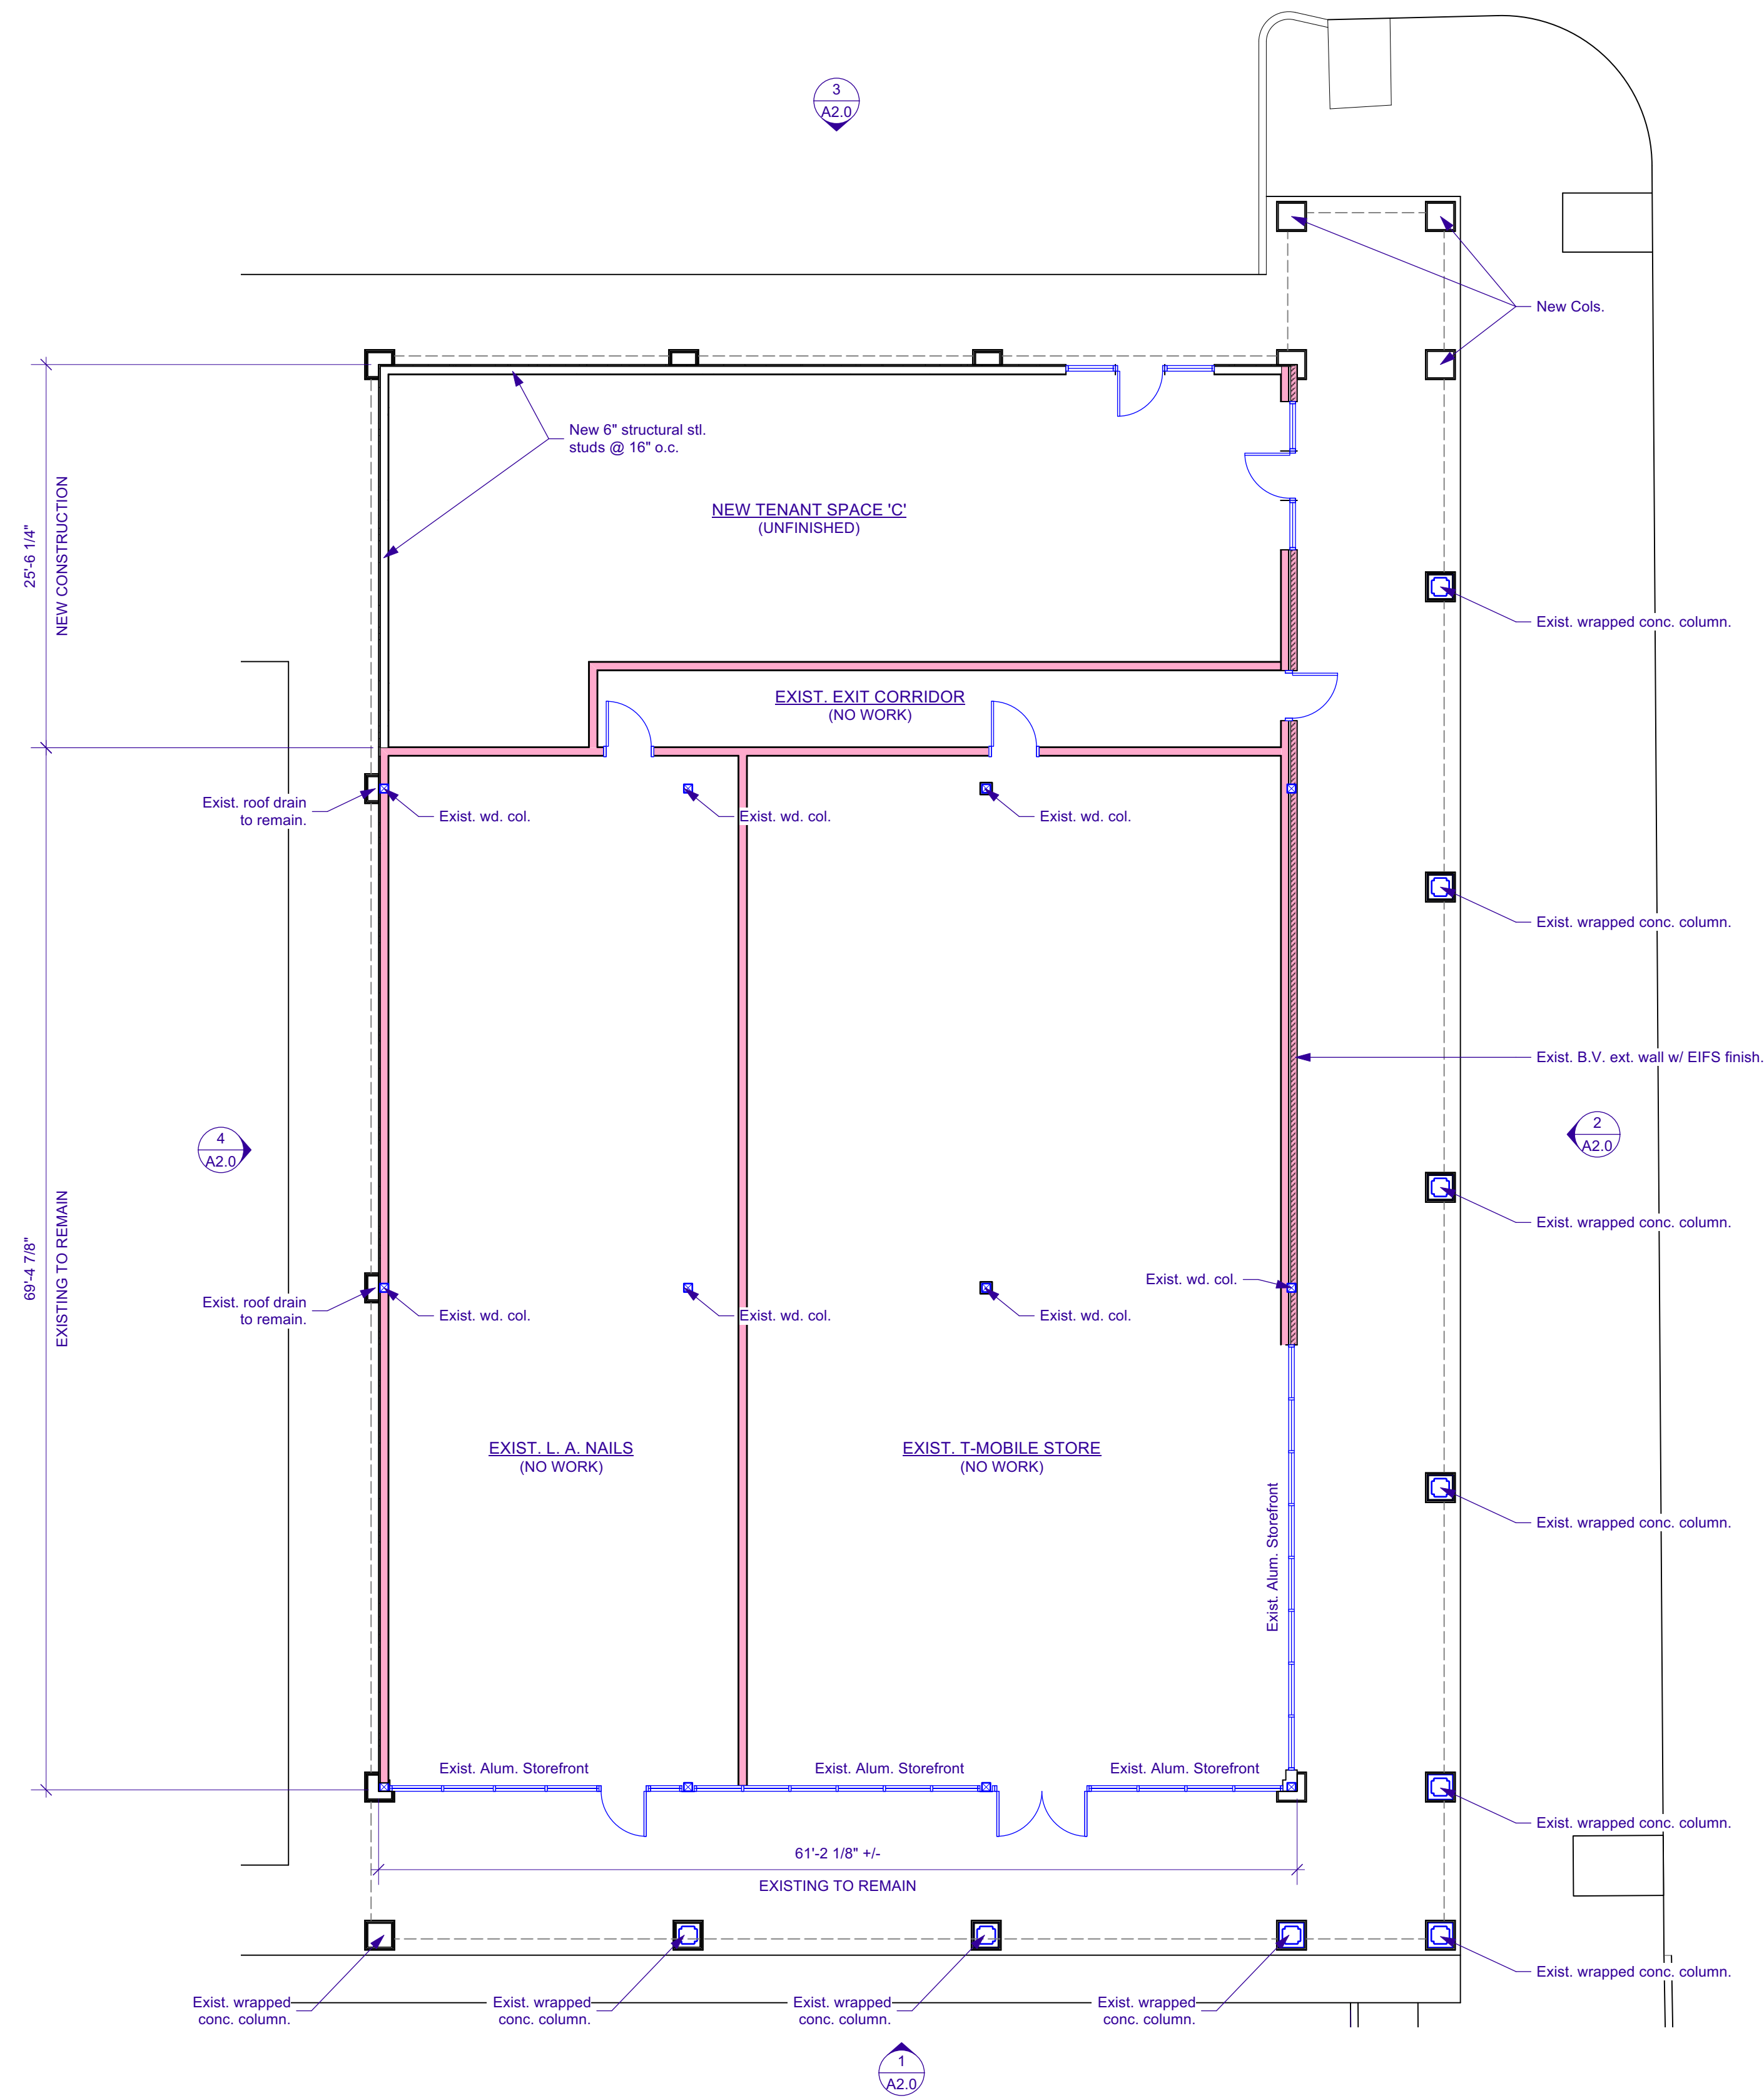 3
A2.0
New Cols.
New 6" structural stl.
studs @ 16" o.c.
NEW TENANT SPACE 'C'
(UNFINISHED)
25'-6 1/4"
NEW CONSTRUCTION
Exist. wrapped conc. column.
EXIST. EXIT CORRIDOR
(NO WORK)
Exist. roof drain
to remain.
Exist. wd. col.
Exist. wd. col.
Exist. wd. col.
Exist. wrapped conc. column.
Exist. B.V. ext. wall w/ EIFS finish.
4
A2.0
2
A2.0
69'-4 7/8"
EXISTING TO REMAIN
Exist. wrapped conc. column.
Exist. wd. col.
Exist. roof drain
to remain.
Exist. wd. col.
Exist. wd. col.
Exist. wd. col.
EXIST. L. A. NAILS
(NO WORK)
EXIST. T-MOBILE STORE
(NO WORK)
Exist. Alum. Storefront
Exist. wrapped conc. column.
Exist. Alum. Storefront
Exist. Alum. Storefront
Exist. Alum. Storefront
Exist. wrapped conc. column.
61'-2 1/8" +/-
EXISTING TO REMAIN
Exist. wrapped conc. column.
Exist. wrapped
conc. column.
Exist. wrapped
conc. column.
Exist. wrapped
conc. column.
Exist. wrapped
conc. column.
1
A2.0